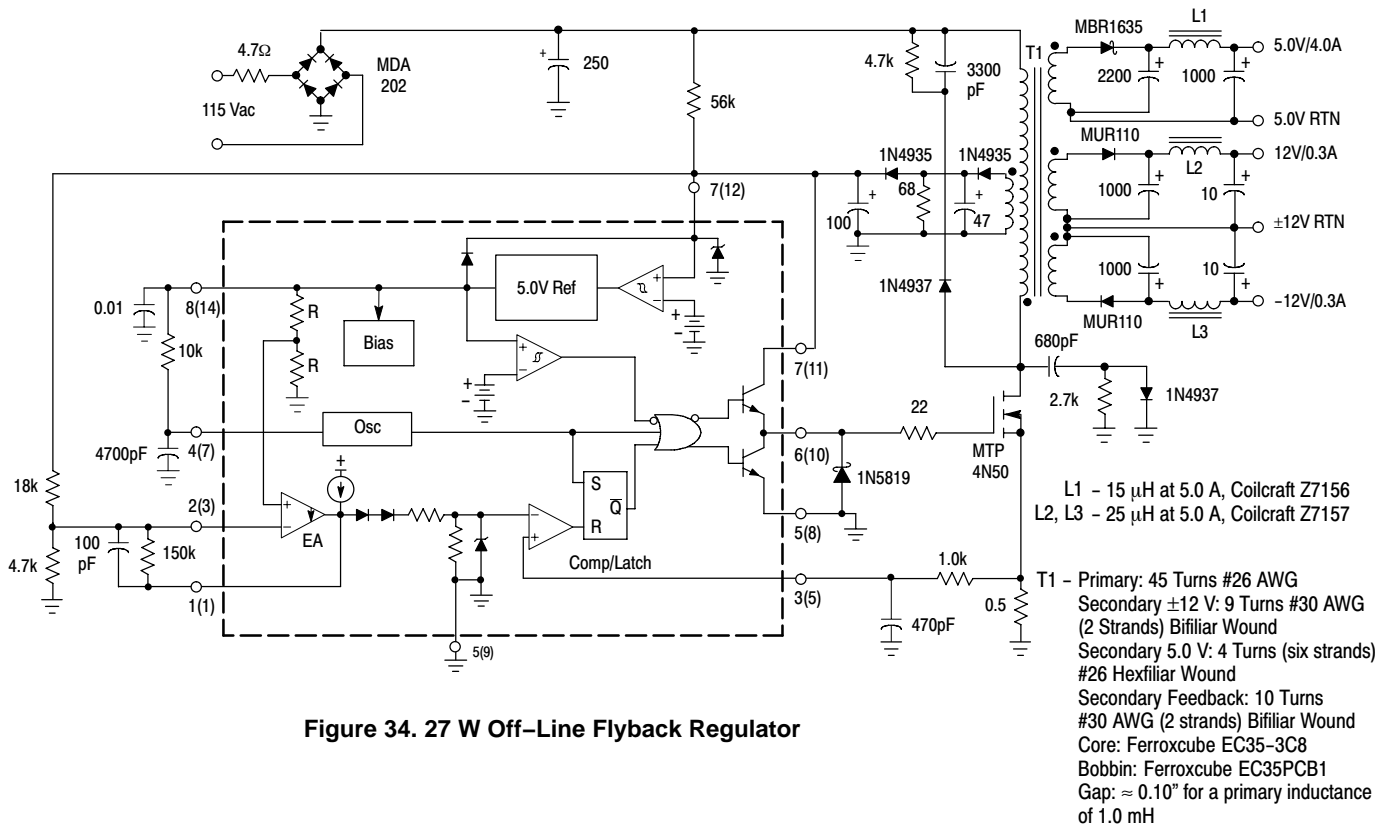 4.7Ω
MDA
202
115 Vac
+
250
56k
4.7k
3300
pF
T1
MBR1635
L1
5.0V/4.0A
2200
+
1000
+
5.0V RTN
MUR110
12V/0.3A
L2
1000
+
10
+
±12V RTN
1000
+
10
+
−12V/0.3A
MUR110
L3
1N4935
1N4935
68
100
+
47
+
7(12)
1N4937
680pF
2.7k
1N4937
0.01
8(14)
R
R
Bias
5.0V Ref
+
−
+
−
+
−
+
−
7(11)
10k
Osc
4700pF
4(7)
+
22
6(10)
MTP
4N50
1N5819
18k
2(3)
+
−
EA
S
Q
R
−
+
Comp/Latch
5(8)
100
pF
150k
4.7k
1(1)
1.0k
3(5)
470pF
0.5
5(9)
L1 – 15 μH at 5.0 A, Coilcraft Z7156
L2, L3 – 25 μH at 5.0 A, Coilcraft Z7157
T1 – Primary: 45 Turns #26 AWG
Secondary ±12 V: 9 Turns #30 AWG
(2 Strands) Bifiliar Wound
Secondary 5.0 V: 4 Turns (six strands)
#26 Hexfiliar Wound
Secondary Feedback: 10 Turns
#30 AWG (2 strands) Bifiliar Wound
Core: Ferroxcube EC35–3C8
Bobbin: Ferroxcube EC35PCB1
Gap: ≈ 0.10” for a primary inductance
of 1.0 mH
Figure 34. 27 W Off–Line Flyback Regulator